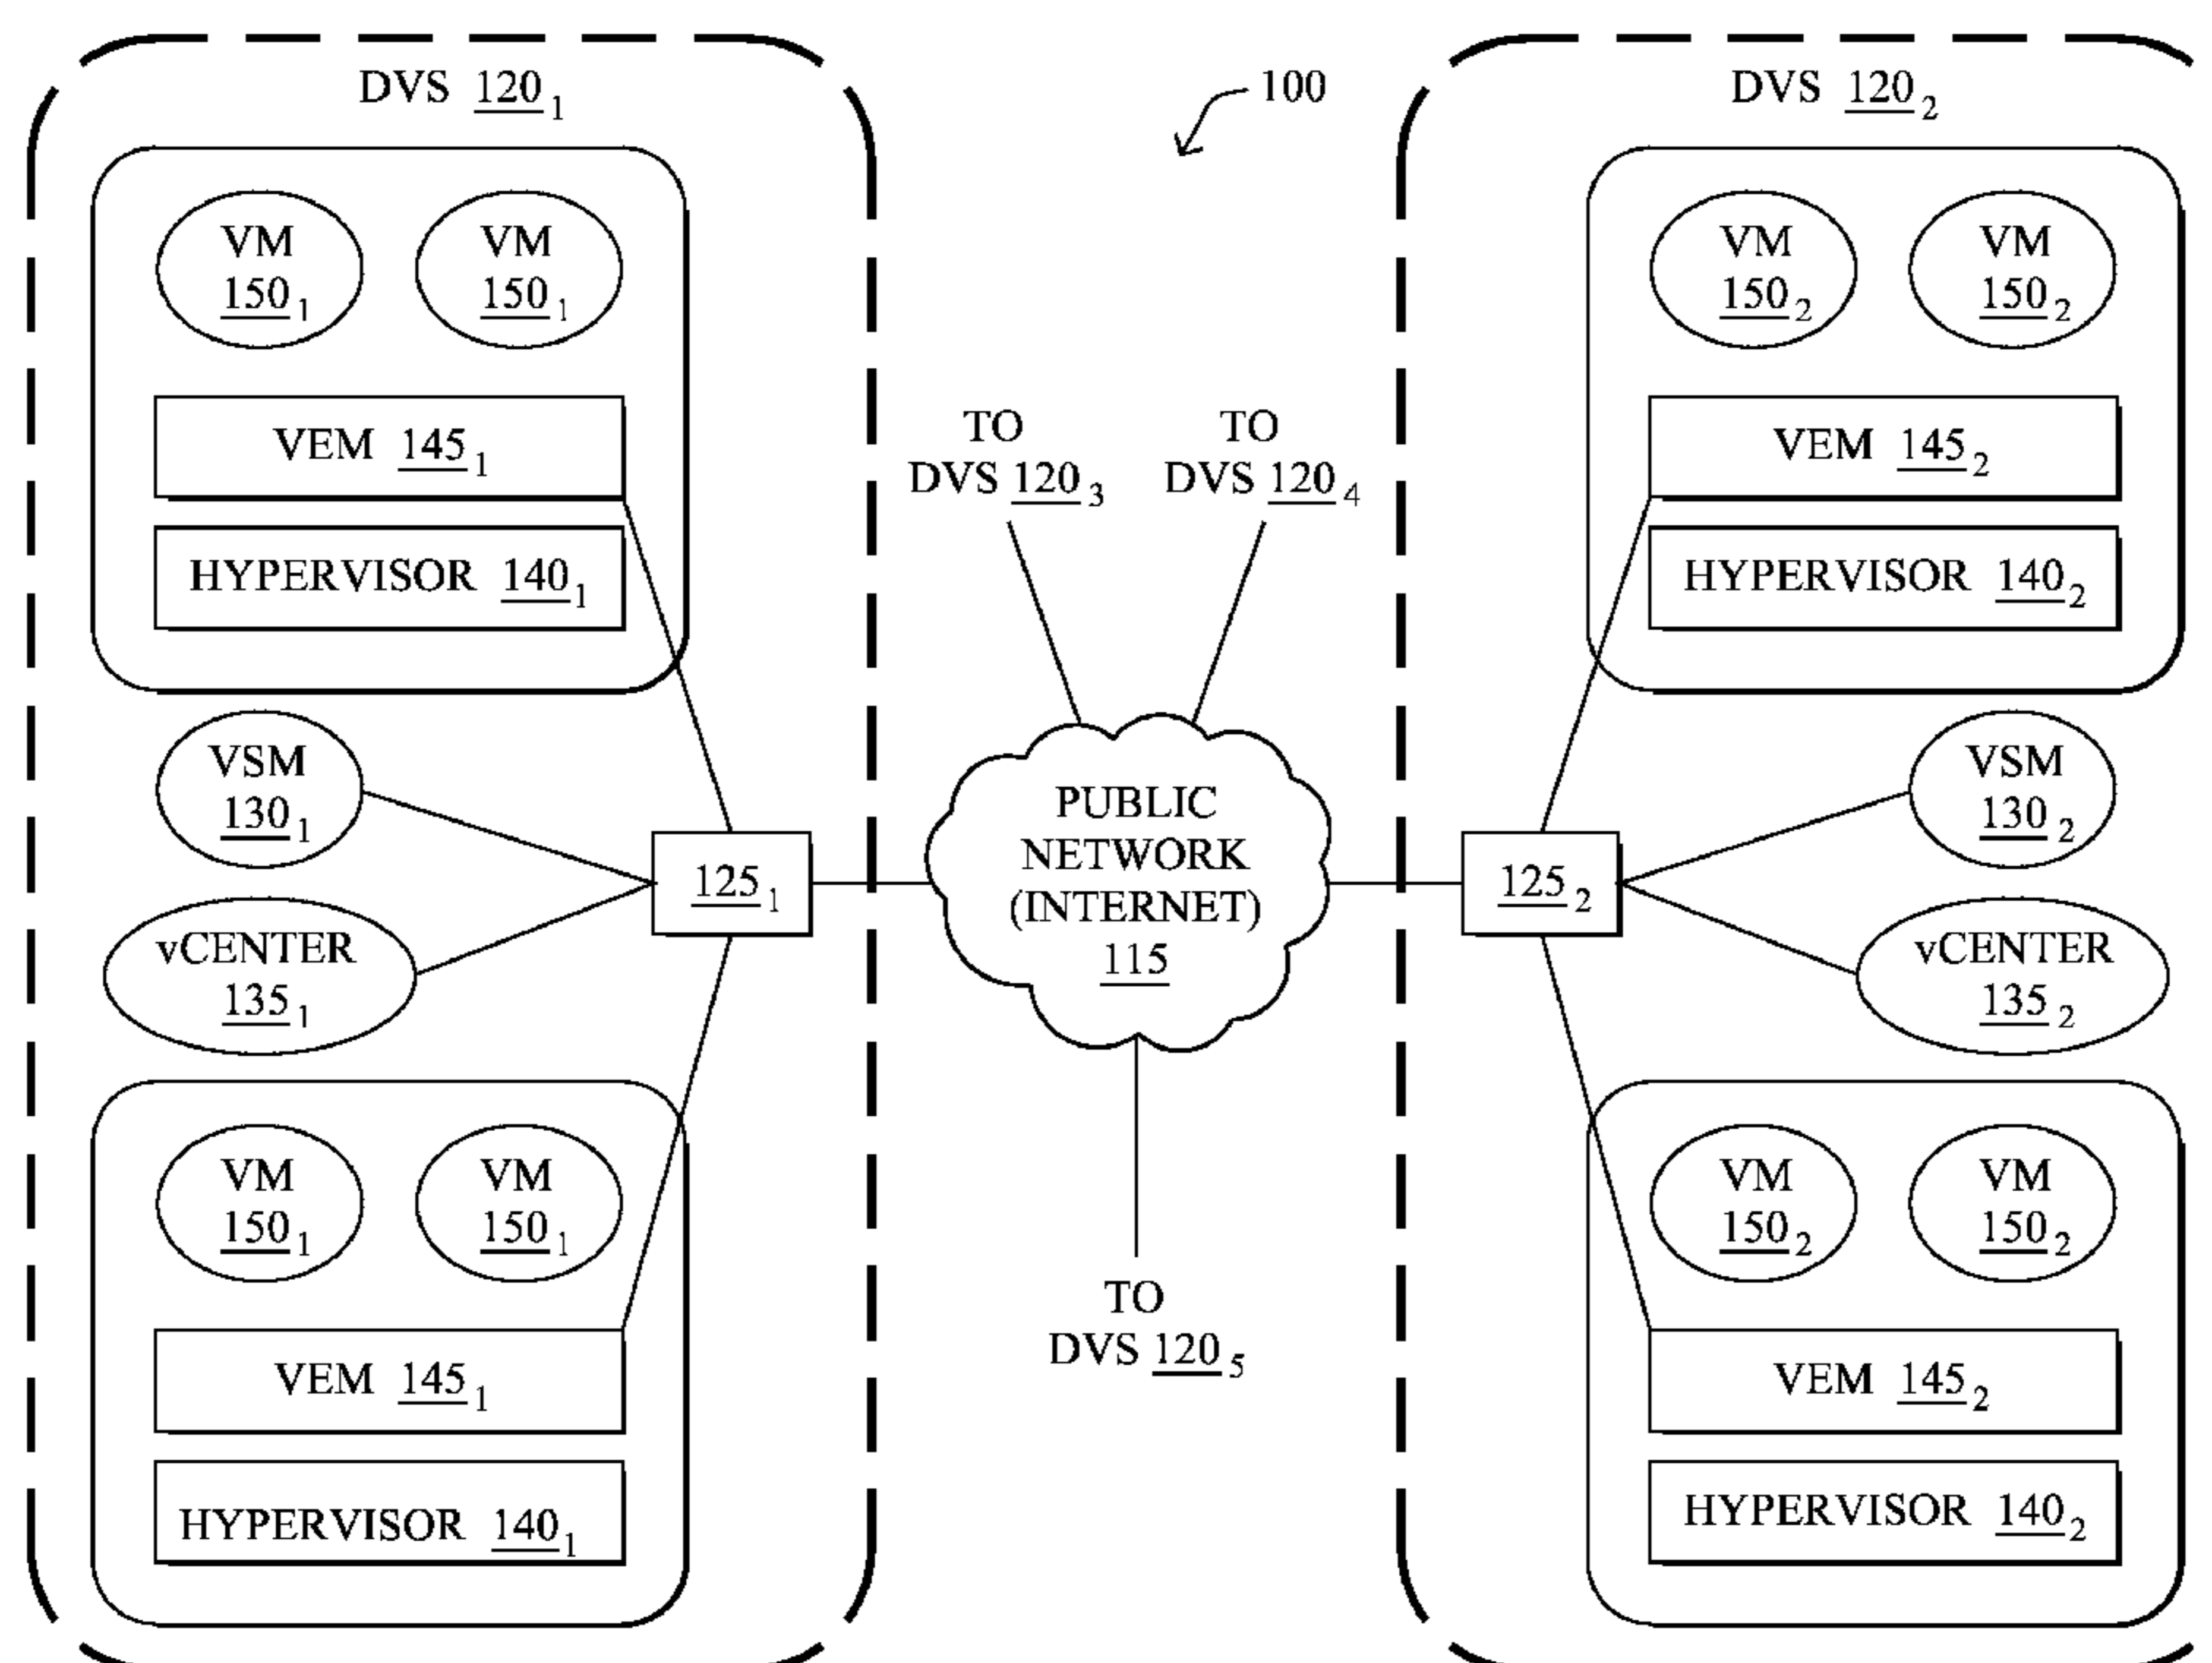 DVS 120₁
VM
150₁
VM
150₁
VEM 145₁
HYPERVISOR 140₁
VSM
130₁
vCENTER
135₁
125₁
VM
150₁
VM
150₁
VEM 145₁
HYPERVISOR 140₁
100
TO
DVS 120₃
TO
DVS 120₄
PUBLIC
NETWORK
(INTERNET)
115
TO
DVS 120₅
DVS 120₂
VM
150₂
VM
150₂
VEM 145₂
HYPERVISOR 140₂
125₂
VSM
130₂
vCENTER
135₂
VM
150₂
VM
150₂
VEM 145₂
HYPERVISOR 140₂